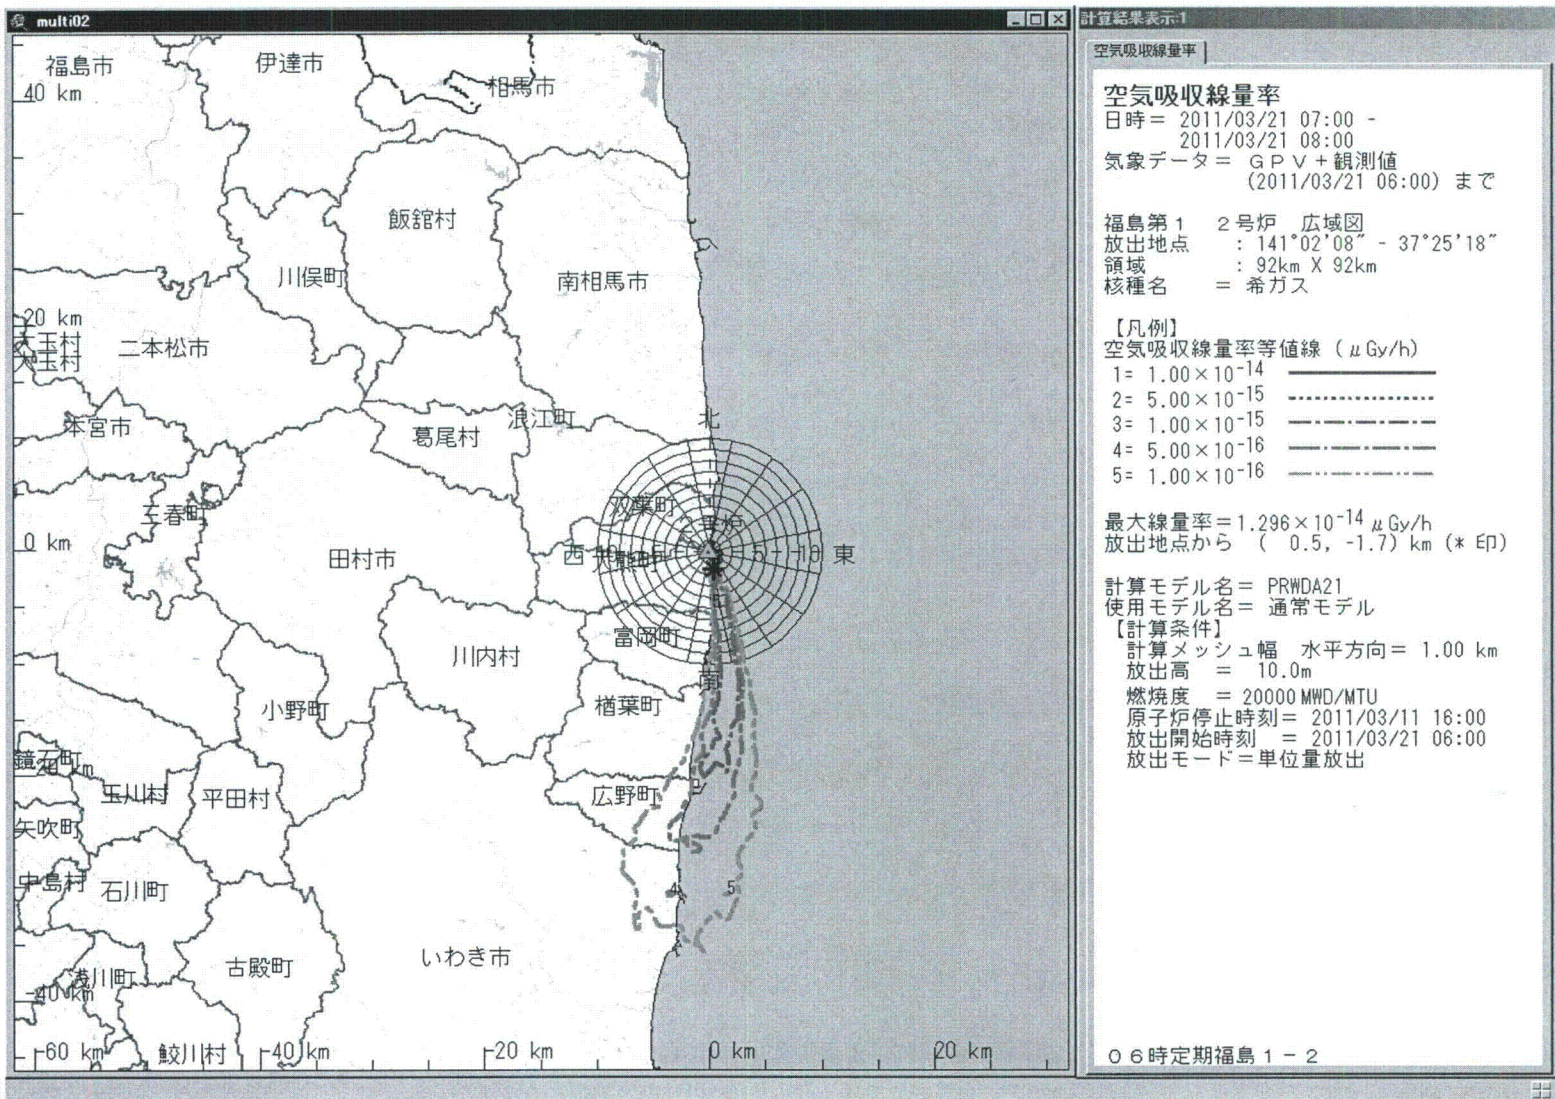 multi02
福島市
伊達市
相馬市
40 km
飯舘村
川俣町
南相馬市
20 km
大玉村
二本松市
大玉村
本宮市
葛尾村
浪江町
北
三春町
双葉町
2号炉
0 km
田村市
西
大熊町
東
富岡町
川内村
南
小野町
楢葉町
鏡石町
玉川村
平田村
広野町
矢吹町
中島村
石川町
4
5
いわき市
古殿町
浅川町
-40 km
鮫川村
-60 km
-40 km
-20 km
0 km
20 km
計算結果表示:1
空気吸収線量率
空気吸収線量率
日時= 2011/03/21 07:00 -
2011/03/21 08:00
気象データ= GPV+観測値
(2011/03/21 06:00) まで
福島第1 2号炉 広域図
放出地点 : 141°02'08" - 37°25'18"
領域 : 92km X 92km
核種名 = 希ガス
【凡例】
空気吸収線量率等値線 (μGy/h)
1= 1.00×10⁻¹⁴
2= 5.00×10⁻¹⁵
3= 1.00×10⁻¹⁵
4= 5.00×10⁻¹⁶
5= 1.00×10⁻¹⁶
最大線量率=1.296×10⁻¹⁴ μGy/h
放出地点から ( 0.5, -1.7) km (* 印)
計算モデル名= PRWDA21
使用モデル名= 通常モデル
【計算条件】
計算メッシュ幅 水平方向= 1.00 km
放出高 = 10.0m
燃焼度 = 20000MWD/MTU
原子炉停止時刻= 2011/03/11 16:00
放出開始時刻 = 2011/03/21 06:00
放出モード=単位量放出
06時定期福島1-2